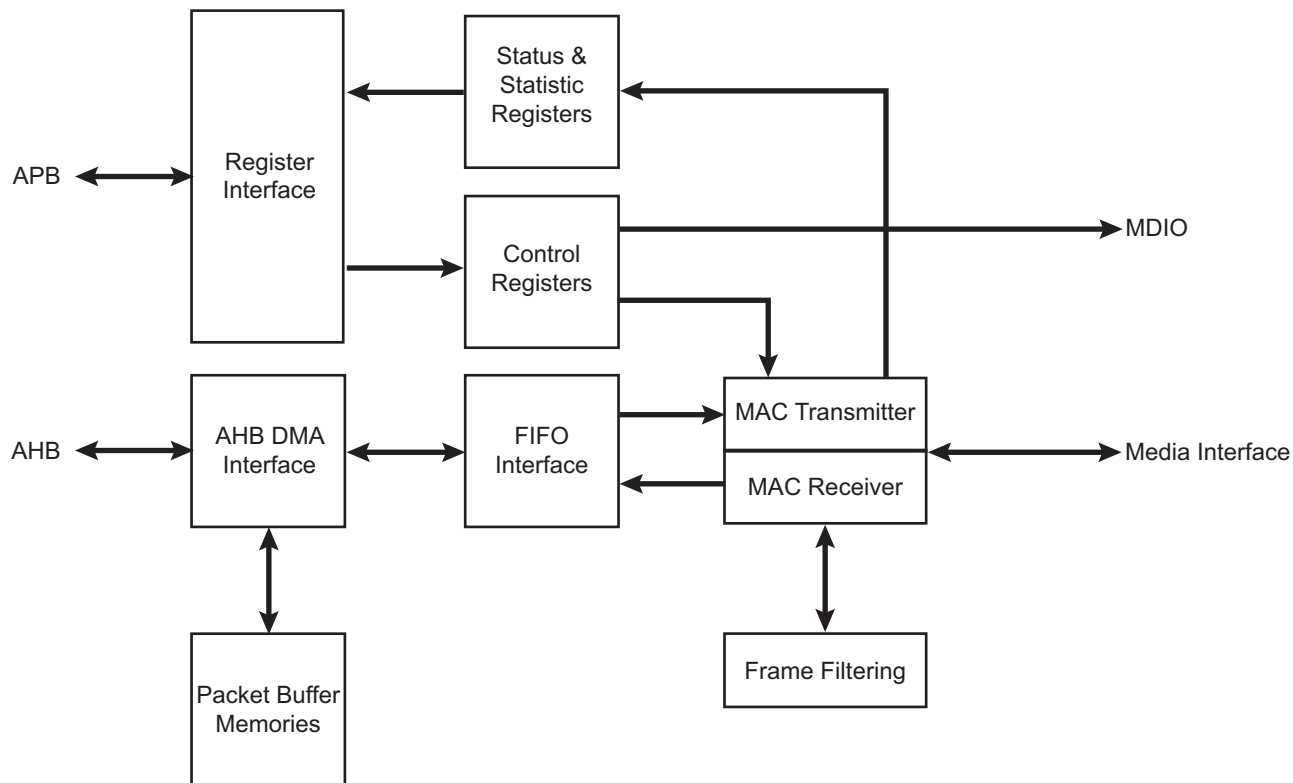 Status &
Statistic
Registers
APB
Register
Interface
MDIO
Control
Registers
MAC Transmitter
AHB
AHB DMA
Interface
FIFO
Interface
Media Interface
MAC Receiver
Frame Filtering
Packet Buffer
Memories